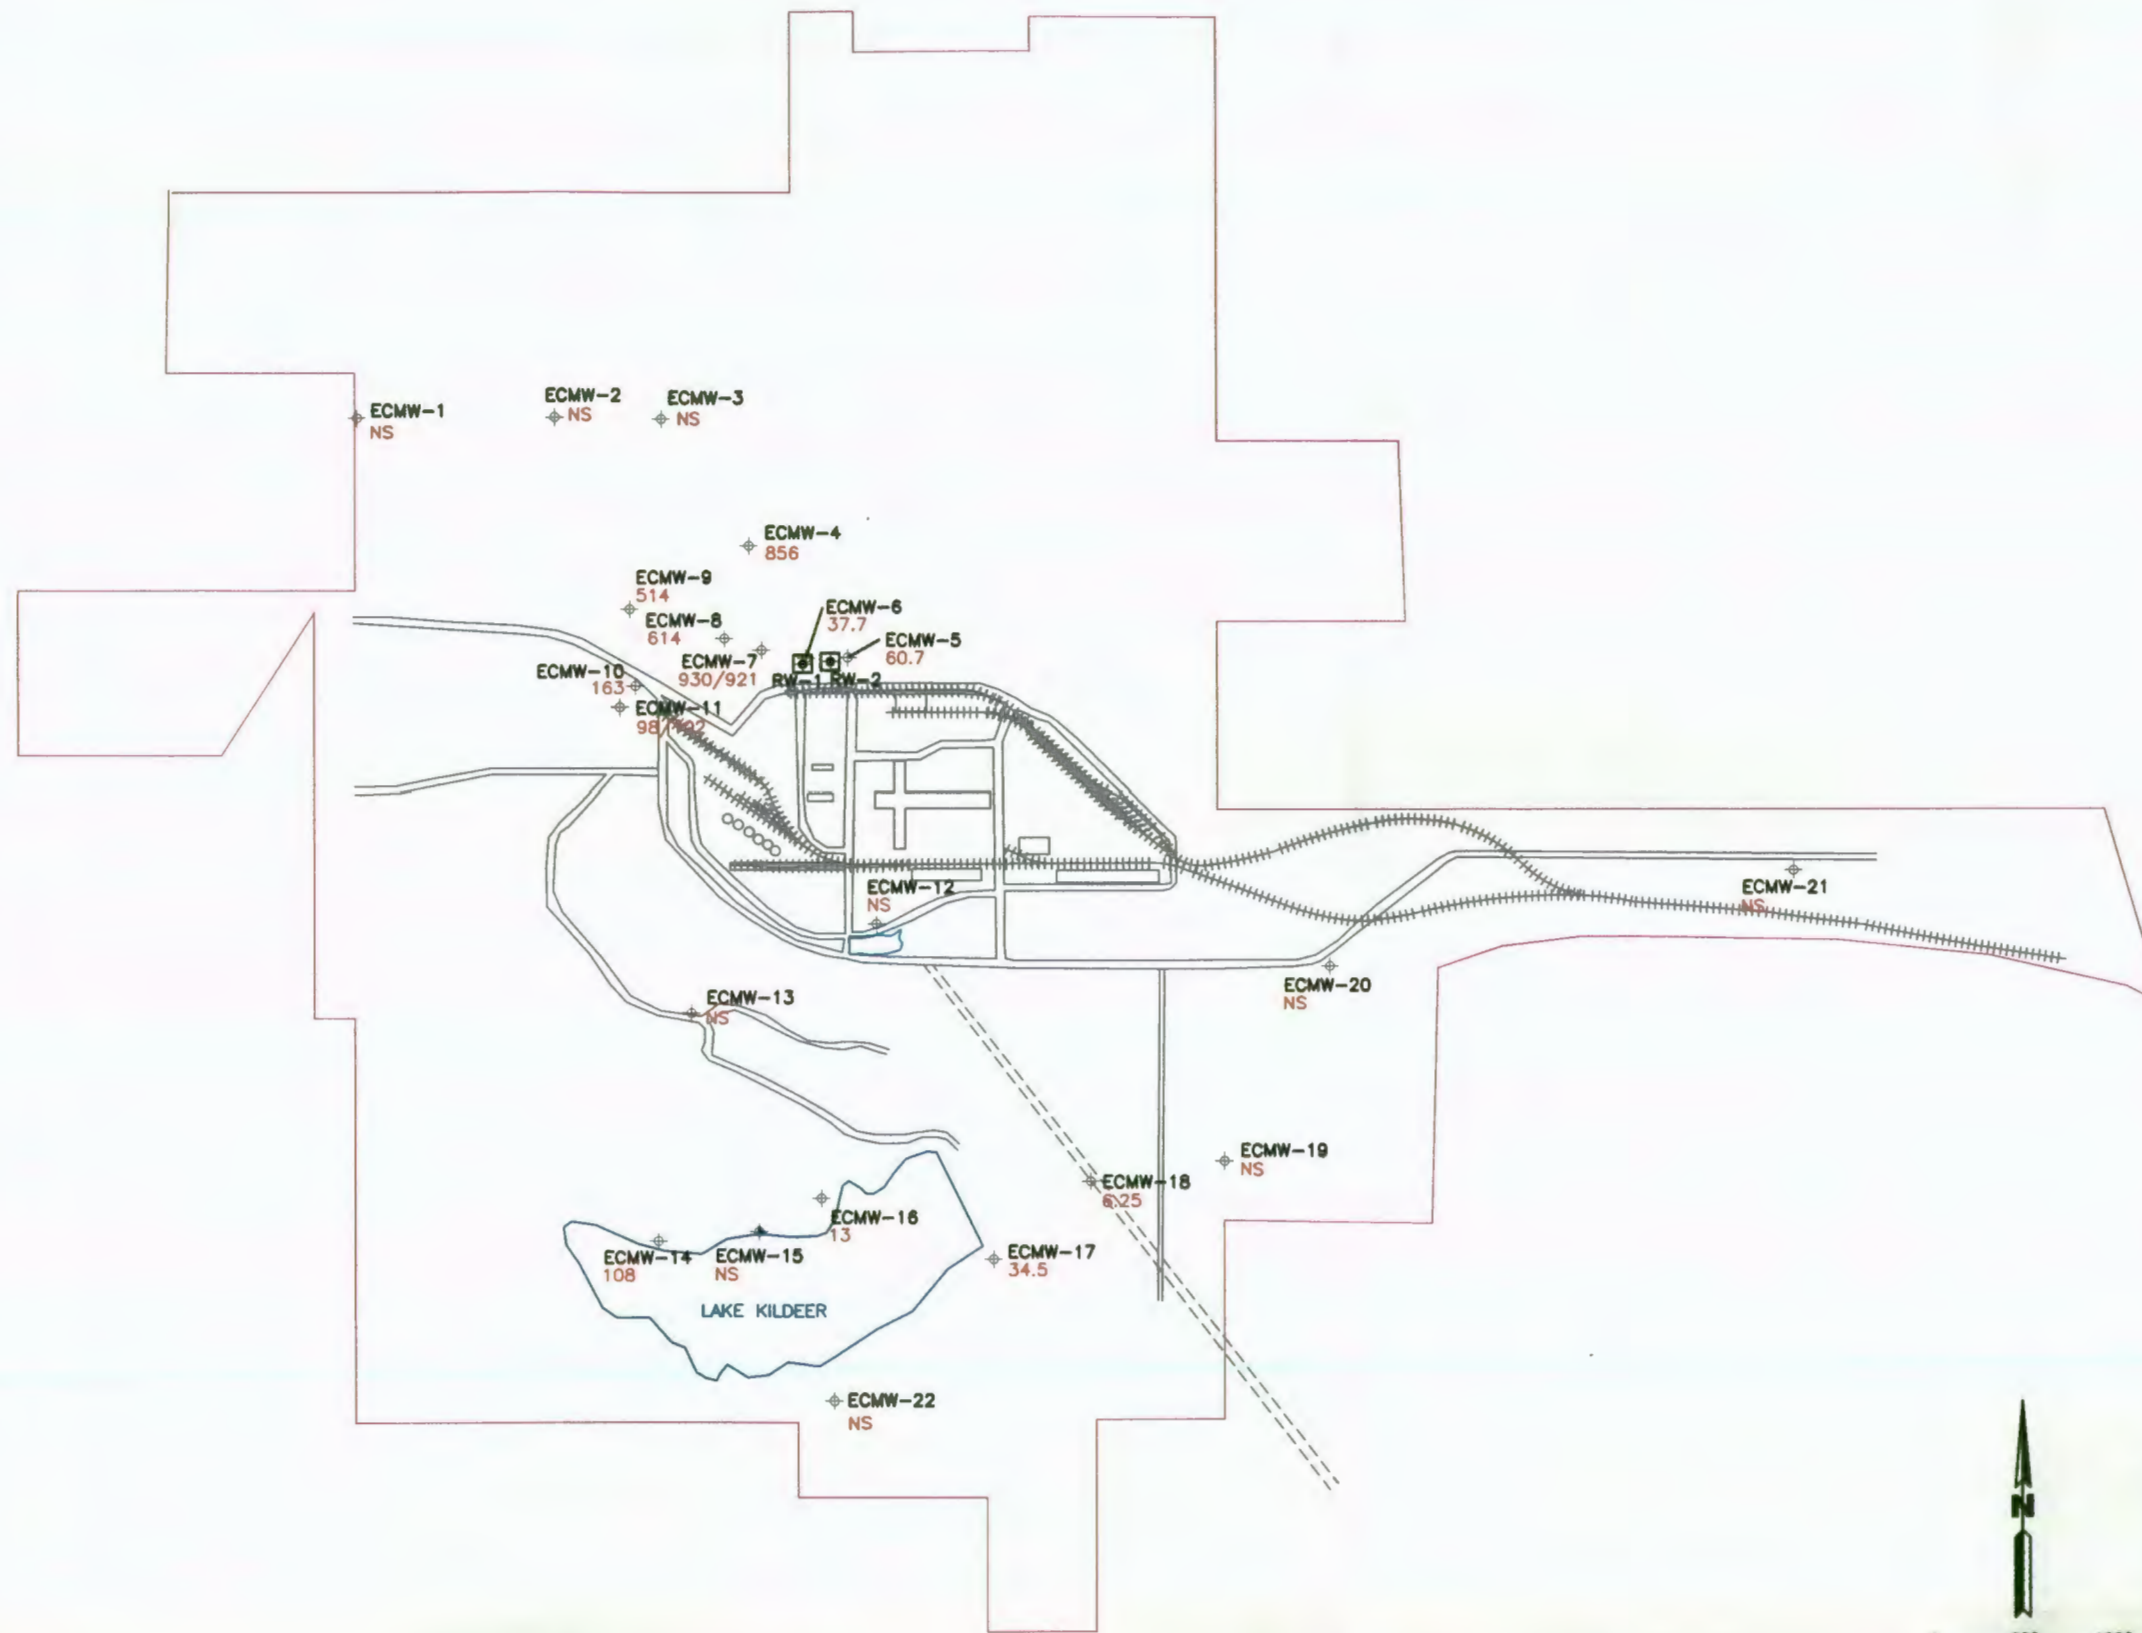 ECMW-1
NS
ECMW-2
NS
ECMW-3
NS
ECMW-4
856
ECMW-9
514
ECMW-8
614
ECMW-6
37.7
ECMW-5
60.7
ECMW-7
930/921
RW-1
RW-2
ECMW-10
163
ECMW-11
ECMW-12
NS
ECMW-21
NS
ECMW-20
NS
ECMW-13
NS
ECMW-19
NS
ECMW-18
6.25
ECMW-16
13
ECMW-17
34.5
ECMW-14
108
ECMW-15
NS
LAKE KILDEER
ECMW-22
NS
N